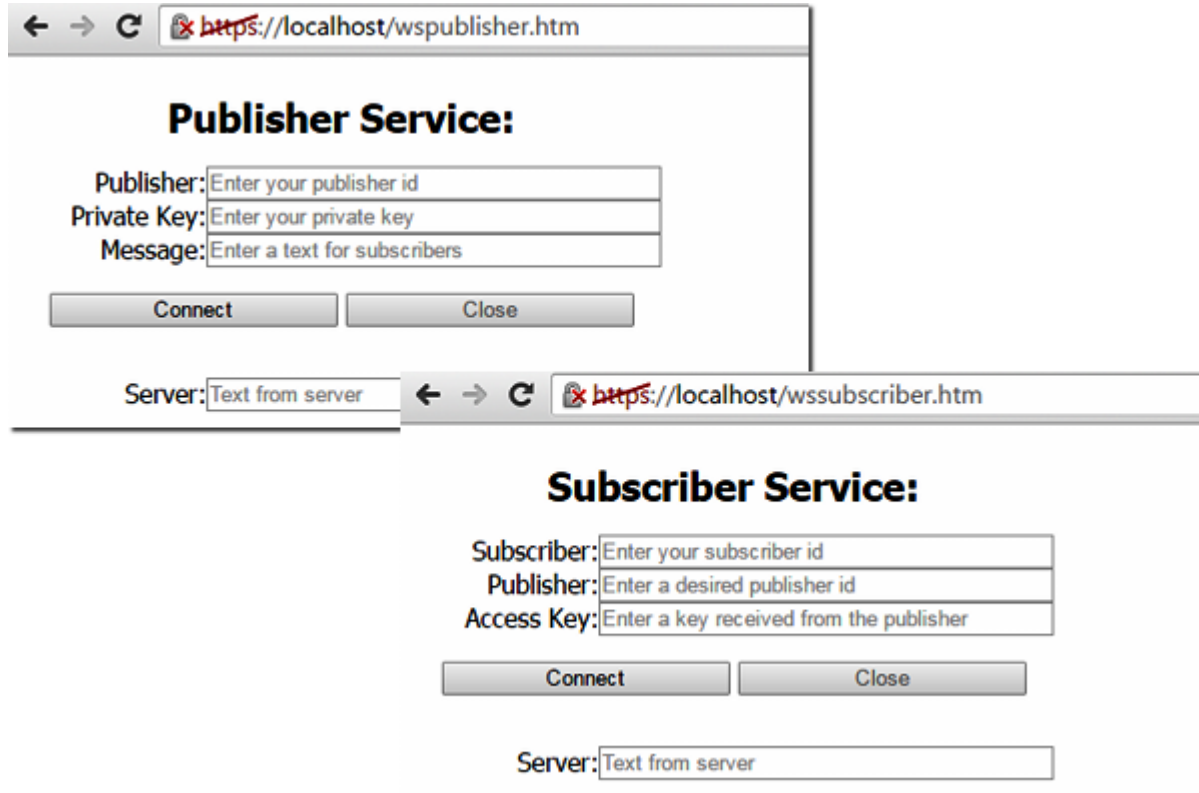 https://localhost/wspublisher.htm
Publisher Service:
Publisher: Enter your publisher id
Private Key: Enter your private key
Message: Enter a text for subscribers
Connect Close
Server: Text from server
https://localhost/wssubscriber.htm
Subscriber Service:
Subscriber: Enter your subscriber id
Publisher: Enter a desired publisher id
Access Key: Enter a key received from the publisher
Connect Close
Server: Text from server